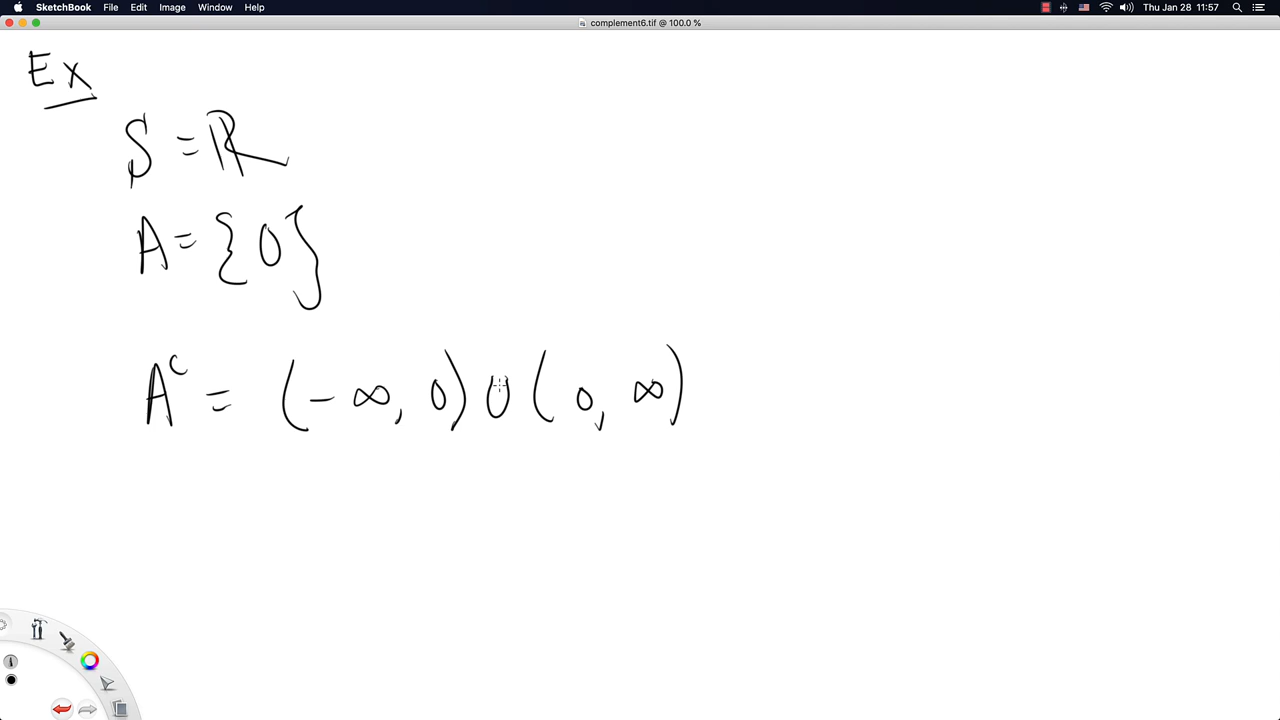 SketchBook File Edit Image Window Help Thu Jan 28 11:57
complement6.tif @ 100.0 %
Ex
S = ℝ
A = {0}
Aᶜ = (-∞, 0) ∪ (0, ∞)